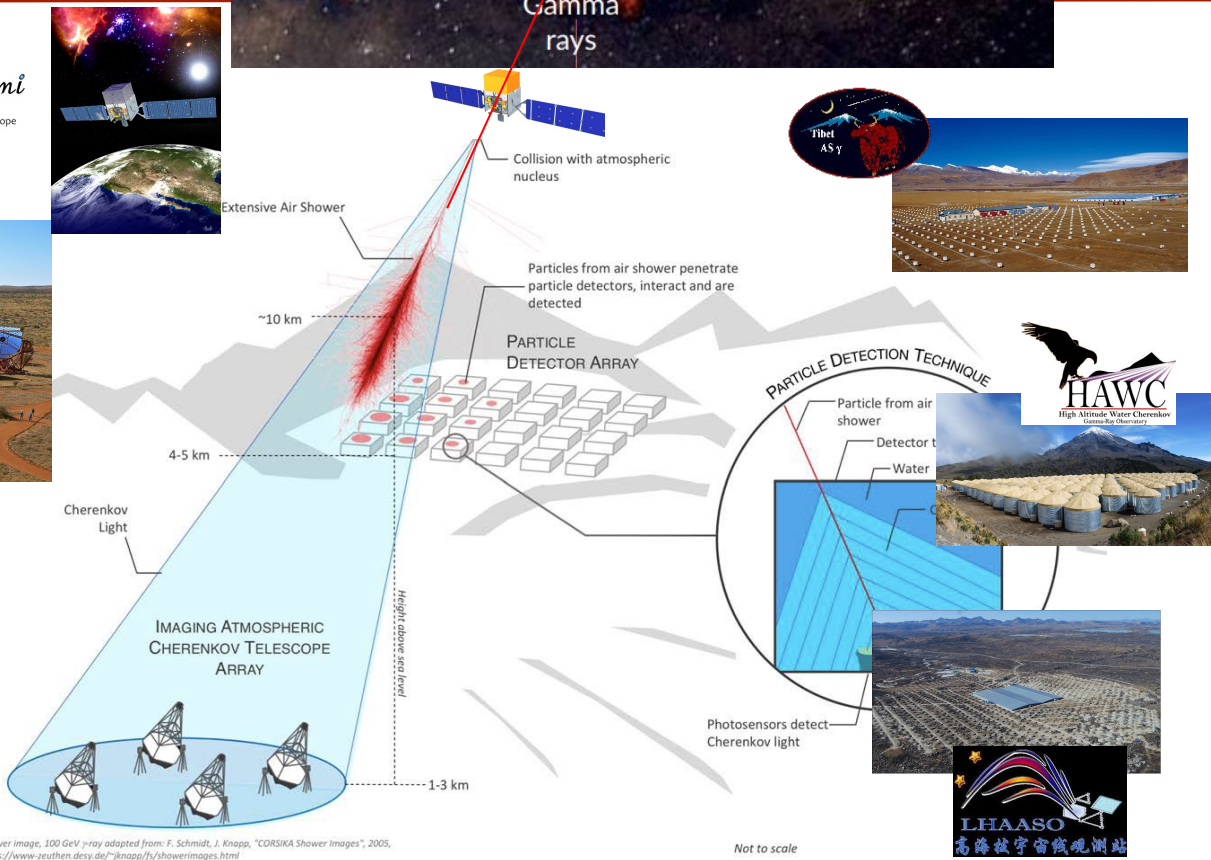 Gamma
rays
mi
ope
Collision with atmospheric
nucleus
Tibet
AS γ
Extensive Air Shower
Particles from air shower penetrate
particle detectors, interact and are
detected
~10 km
PARTICLE
DETECTOR ARRAY
PARTICLE DETECTION TECHNIQUE
HAWC
High Altitude Water Cherenkov
Gamma-Ray Observatory
Particle from air
shower
Detector t
Water
C
4-5 km
Cherenkov
Light
IMAGING ATMOSPHERIC
CHERENKOV TELESCOPE
ARRAY
Height above sea level
Photosensors detect
Cherenkov light
1-3 km
LHAASO
高海拔宇宙线观测站
wer image, 100 GeV γ-ray adapted from: F. Schmidt, J. Knapp, "CORSIKA Shower Images", 2005,
s://www-zeuthen.desy.de/~jknapp/fs/showerimages.html
Not to scale